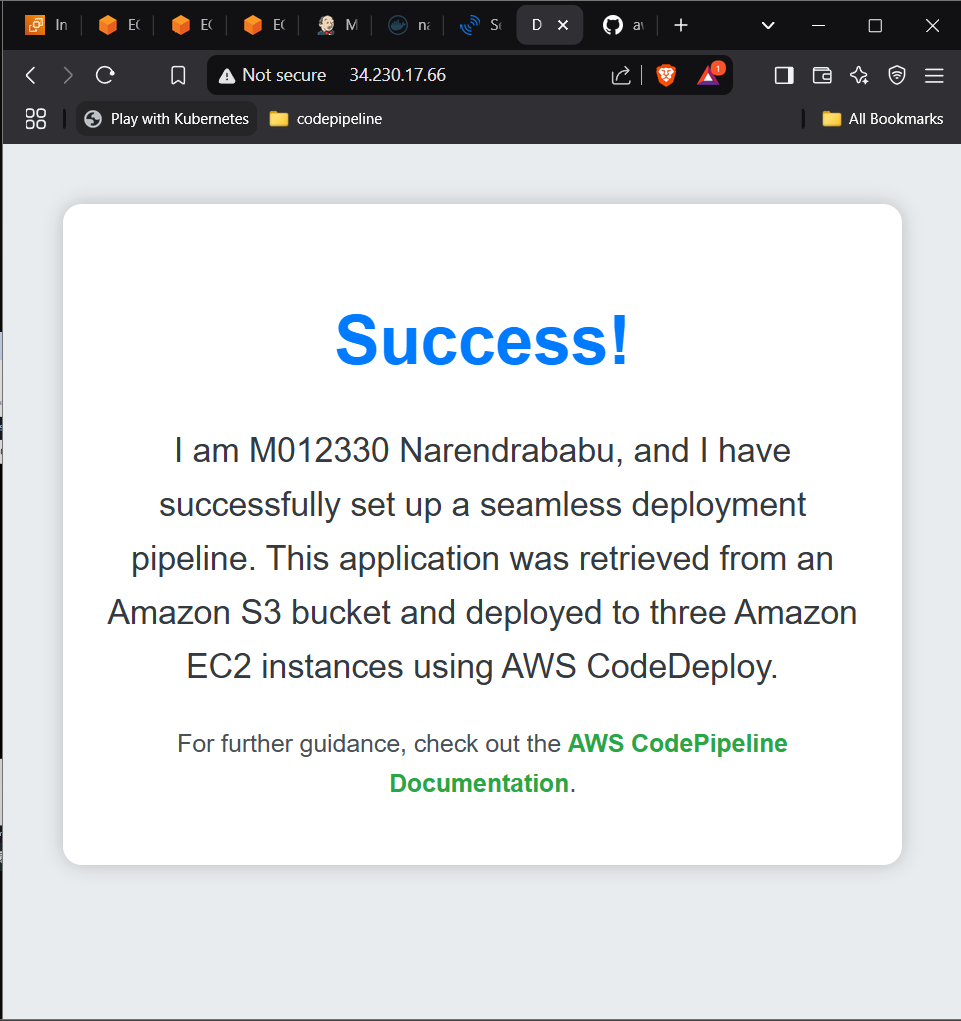 In EC EC EC M na Sc D aw
Not secure 34.230.17.66 1
Play with Kubernetes codepipeline All Bookmarks
Success!
I am M012330 Narendrababu, and I have
successfully set up a seamless deployment
pipeline. This application was retrieved from an
Amazon S3 bucket and deployed to three Amazon
EC2 instances using AWS CodeDeploy.
For further guidance, check out the AWS CodePipeline
Documentation.